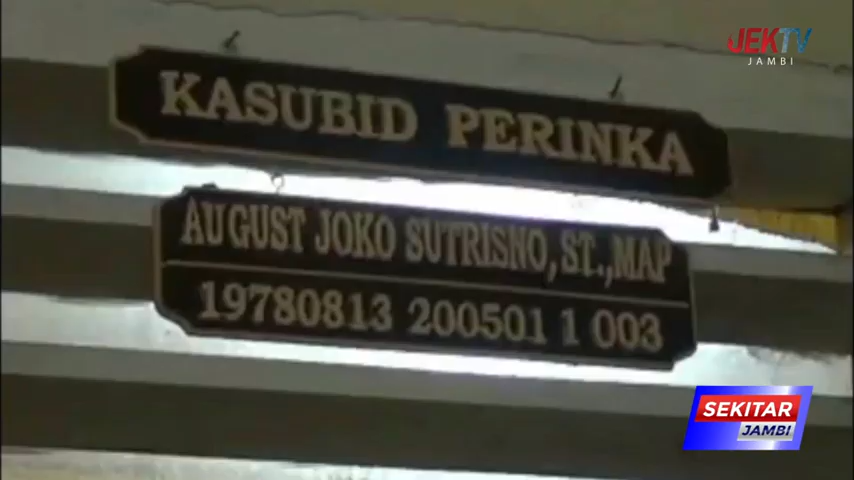 JEKTV
JAMBI
KASUBID PERINKA
AUGUST JOKO SUTRISNO, ST., MAP
19780813 200501 1 003
SEKITAR
JAMBI